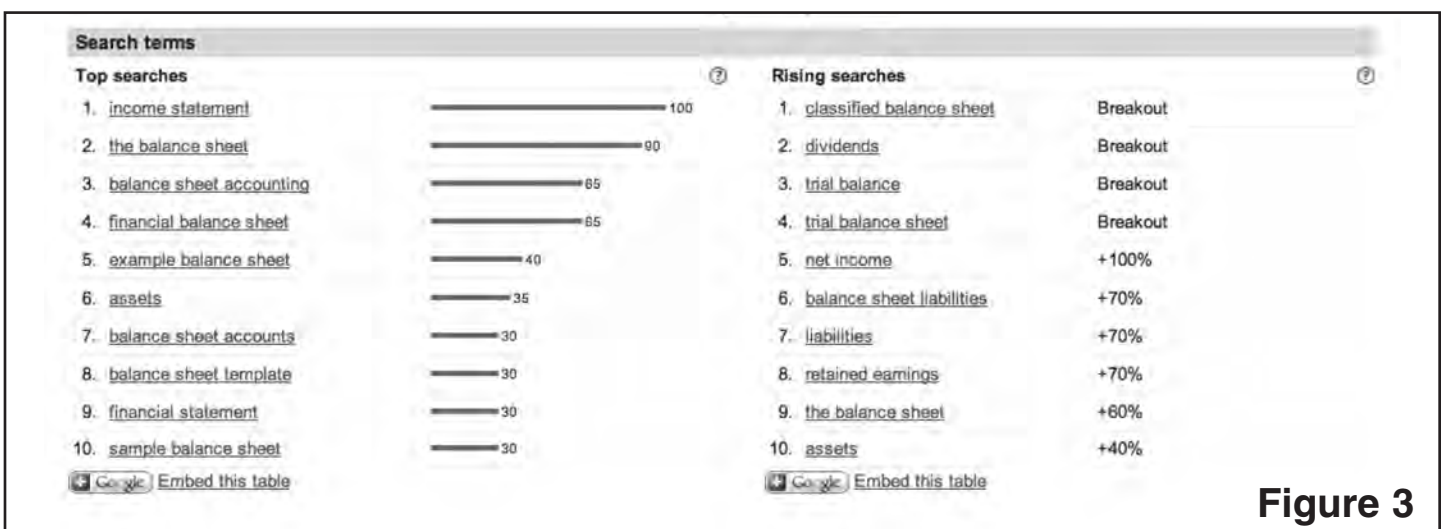 Search terms
Top searches
1. income statement 100
2. the balance sheet 90
3. balance sheet accounting 65
4. financial balance sheet 65
5. example balance sheet 40
6. assets 35
7. balance sheet accounts 30
8. balance sheet template 30
9. financial statement 30
10. sample balance sheet 30
Google Embed this table
Rising searches
1. classified balance sheet Breakout
2. dividends Breakout
3. trial balance Breakout
4. trial balance sheet Breakout
5. net income +100%
6. balance sheet liabilities +70%
7. liabilities +70%
8. retained earnings +70%
9. the balance sheet +60%
10. assets +40%
Google Embed this table
Figure 3